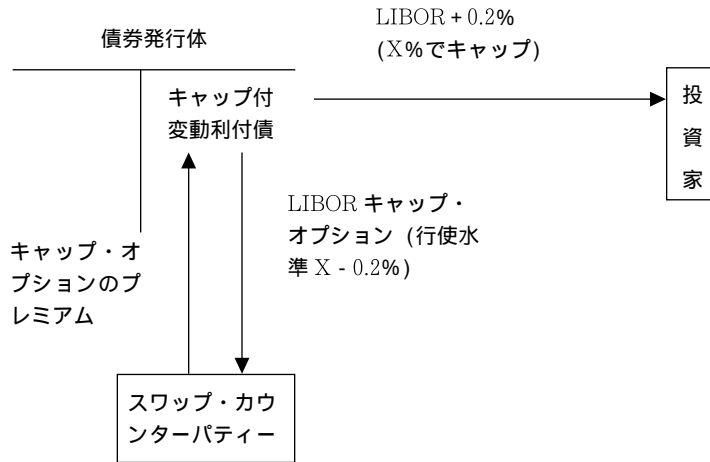 LIBOR + 0.2%
(X%でキャップ)
債券発行体
キャップ付
変動利付債
投
資
家
LIBOR キャップ・
オプション (行使水
準 X - 0.2%)
キャップ・オ
プションのプ
レミアム
スワップ・カウ
ンターパティー